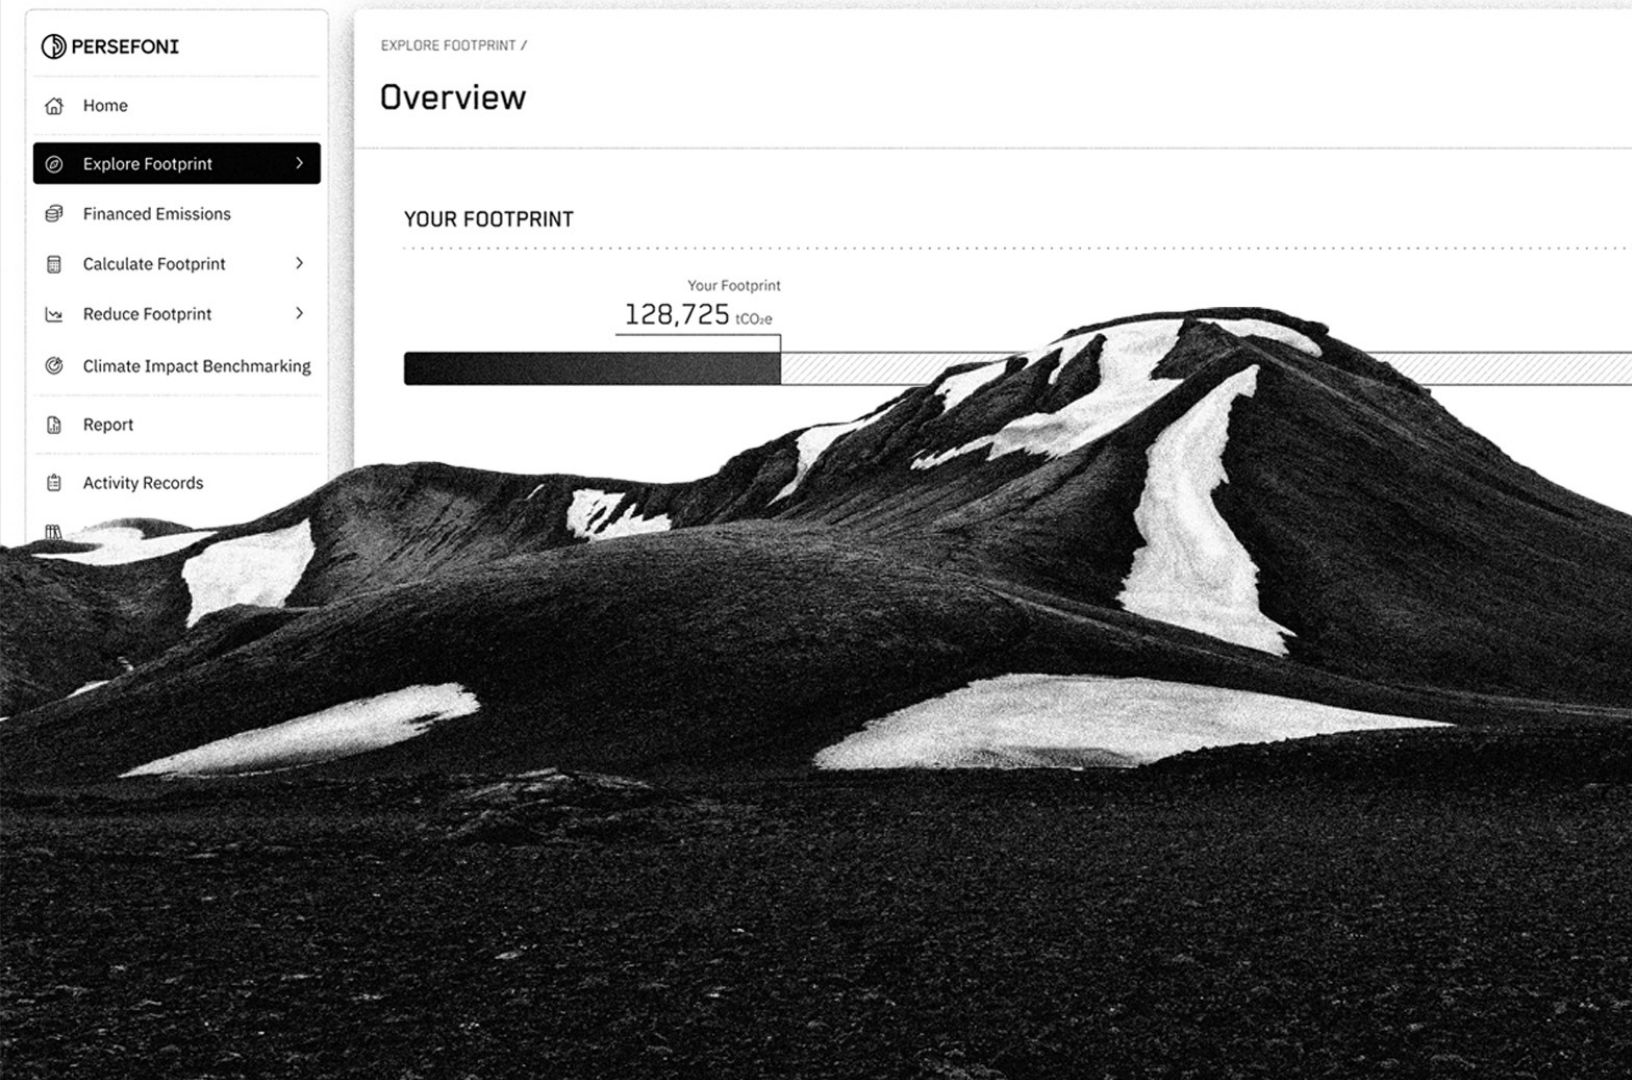 PERSEFONI
Home
Explore Footprint
Financed Emissions
Calculate Footprint
Reduce Footprint
Climate Impact Benchmarking
Report
Activity Records
EXPLORE FOOTPRINT /
Overview
YOUR FOOTPRINT
Your Footprint
128,725 tCO₂e